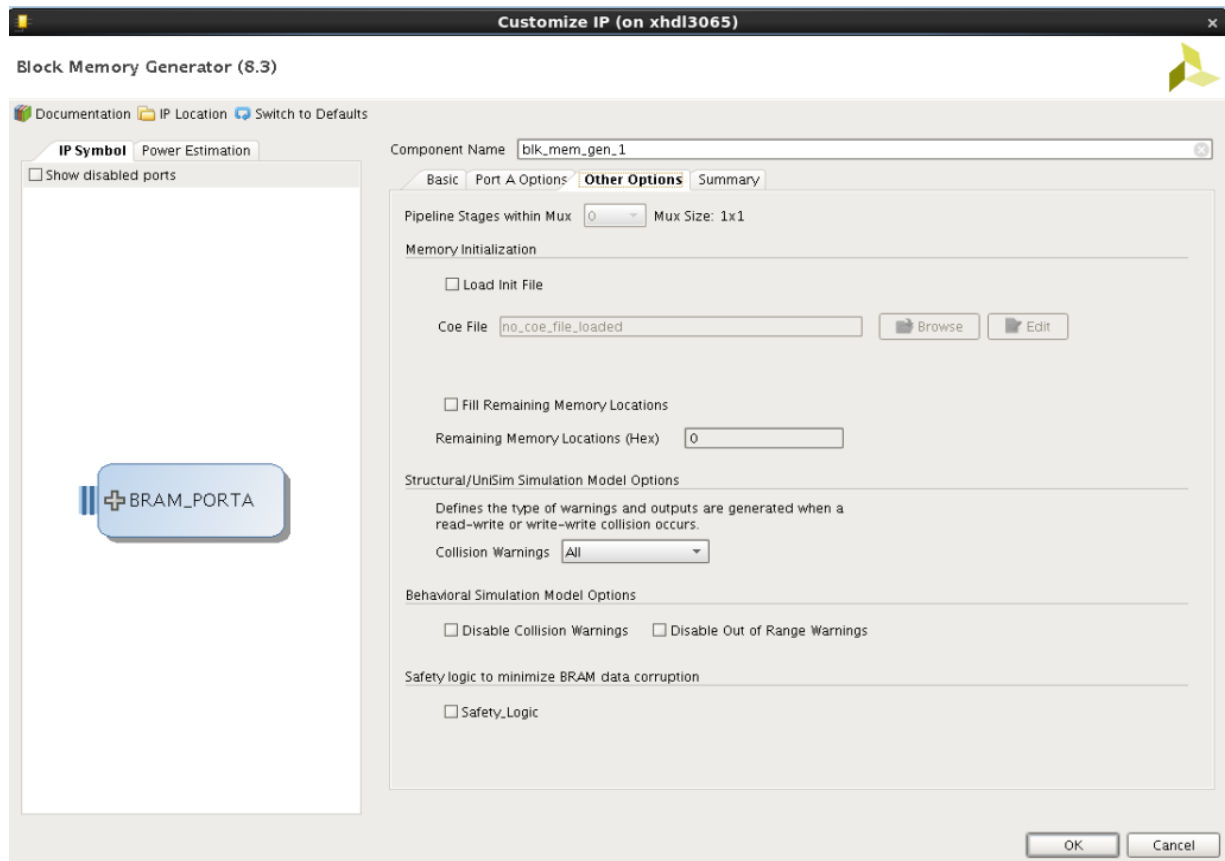 Customize IP (on xhdl3065)
Block Memory Generator (8.3)
Documentation IP Location Switch to Defaults
IP Symbol Power Estimation
Show disabled ports
BRAM_PORTA
Component Name blk_mem_gen_1
Basic Port A Options Other Options Summary
Pipeline Stages within Mux 0 Mux Size: 1x1
Memory Initialization
Load Init File
Coe File no_coe_file_loaded Browse Edit
Fill Remaining Memory Locations
Remaining Memory Locations (Hex) 0
Structural/UniSim Simulation Model Options
Defines the type of warnings and outputs are generated when a
read-write or write-write collision occurs.
Collision Warnings All
Behavioral Simulation Model Options
Disable Collision Warnings Disable Out of Range Warnings
Safety logic to minimize BRAM data corruption
Safety_Logic
OK Cancel